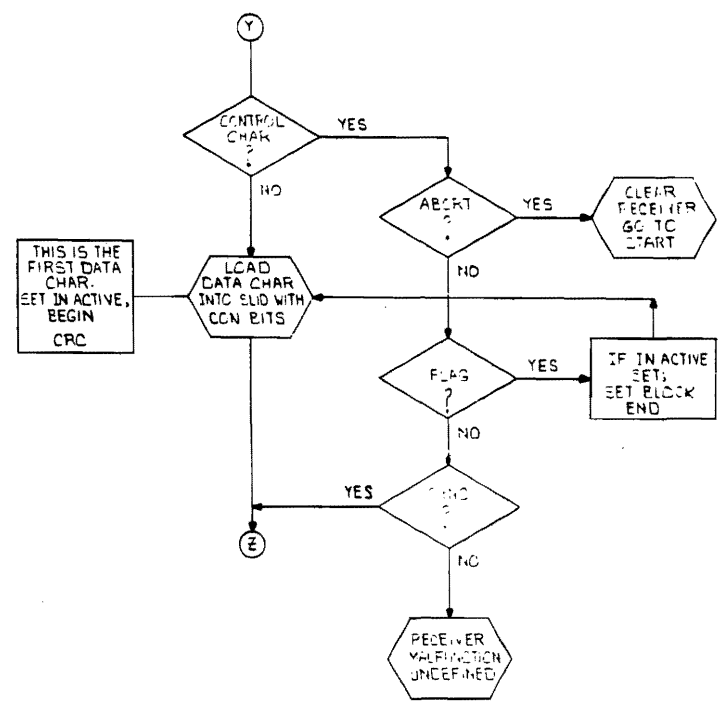 Y
CONTROL
CHAR
?
YES
NO
ABORT
?
YES
CLEAR
RECEIVER
GO TO
START
NO
THIS IS THE
FIRST DATA
CHAR.
SET IN ACTIVE,
BEGIN
CRC
LOAD
DATA CHAR
INTO SLID WITH
CCN BITS
FLAG
?
YES
IF IN ACTIVE
SET;
SET BLOCK
END
NO
YES
?
Z
NO
RECEIVER
MALFUNCTION
UNDEFINED